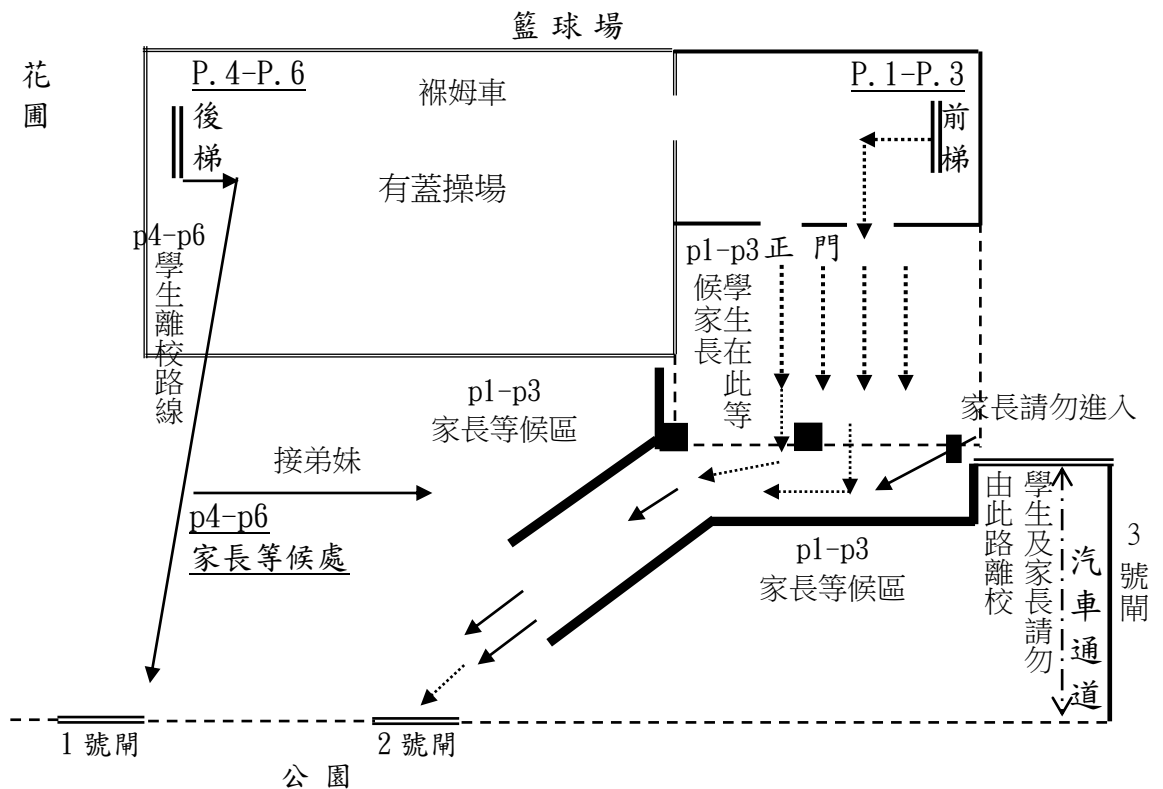 籃球場
花圃
P.4-P.6
後梯
褓姆車
有蓋操場
P.1-P.3
前梯
p4-p6
學生離校路線
p1-p3
學生在此等
候家長
正門
p1-p3
家長等候區
家長請勿進入
接弟妹
p4-p6
家長等候處
p1-p3
家長等候區
學生及家長請勿
由此路離校
汽車通道
3號閘
1號閘
2號閘
公園